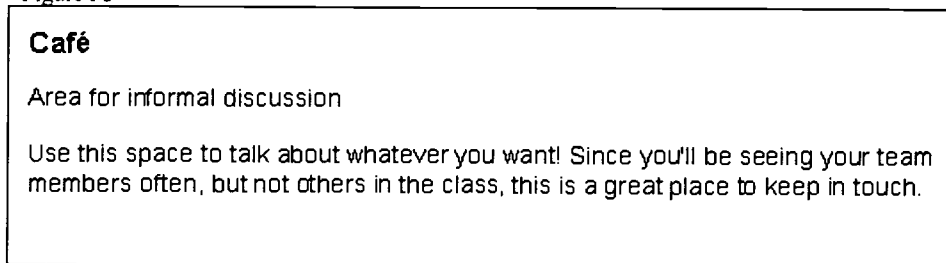 Café
Area for informal discussion
Use this space to talk about whatever you want! Since you'll be seeing your team
members often, but not others in the class, this is a great place to keep in touch.